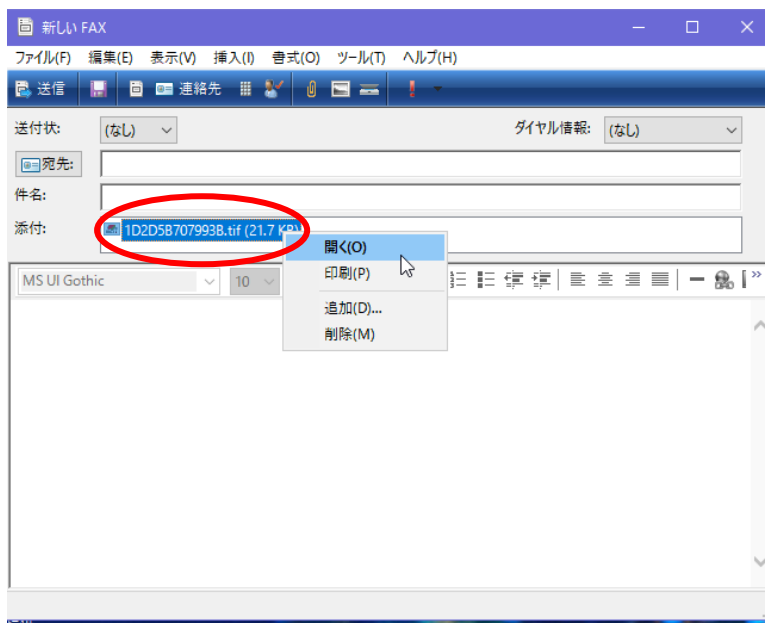 新しい FAX
ファイル(F) 編集(E) 表示(V) 挿入(I) 書式(O) ツール(T) ヘルプ(H)
送信 連絡先
送付状: (なし) ダイヤル情報: (なし)
宛先:
件名:
添付: 1D2D5B707993B.tif (21.7 KB)
開く(O)
MS UI Gothic 10 印刷(P)
追加(D)...
削除(M)